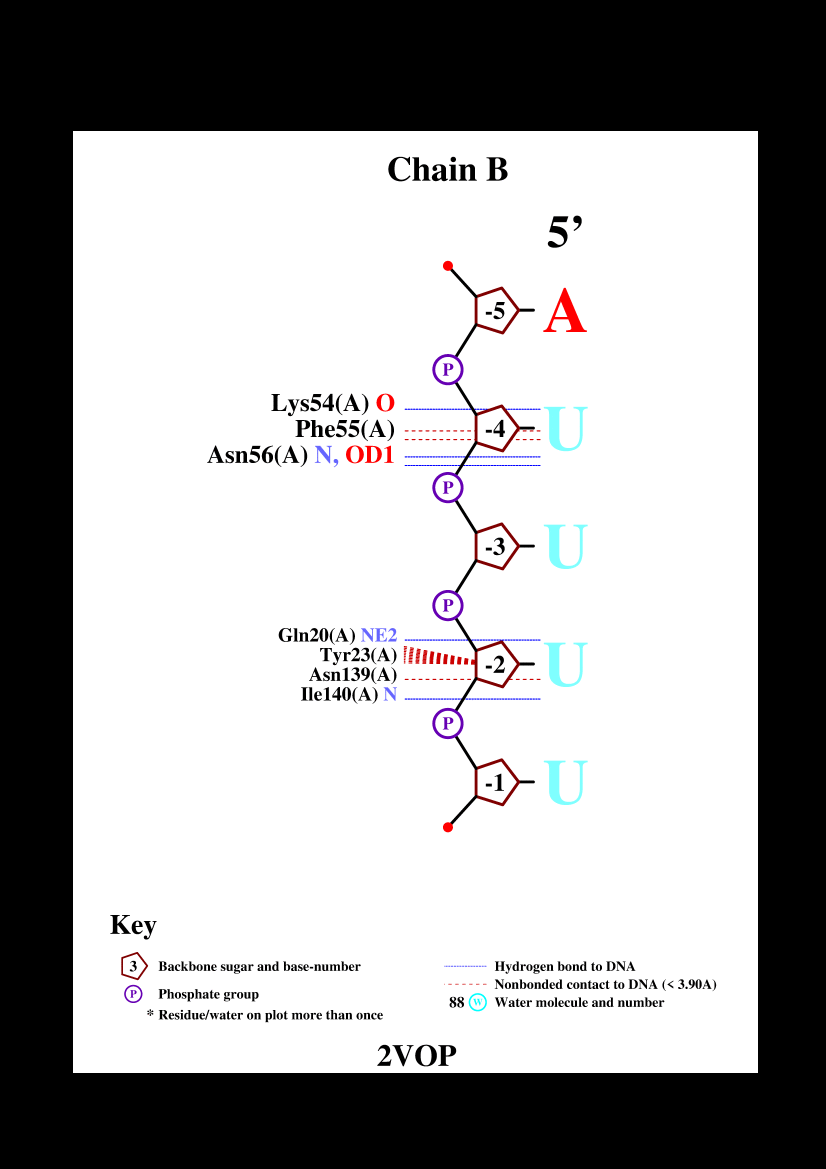 Chain B
5’
-5 A
P
Lys54(A) O
Phe55(A)
-4 U
Asn56(A) N, OD1
P
-3 U
P
Gln20(A) NE2
Tyr23(A)
-2 U
Asn139(A)
Ile140(A) N
P
-1 U
Key
3 Backbone sugar and base-number
P Phosphate group
* Residue/water on plot more than once
Hydrogen bond to DNA
Nonbonded contact to DNA (< 3.90A)
88 W Water molecule and number
2VOP